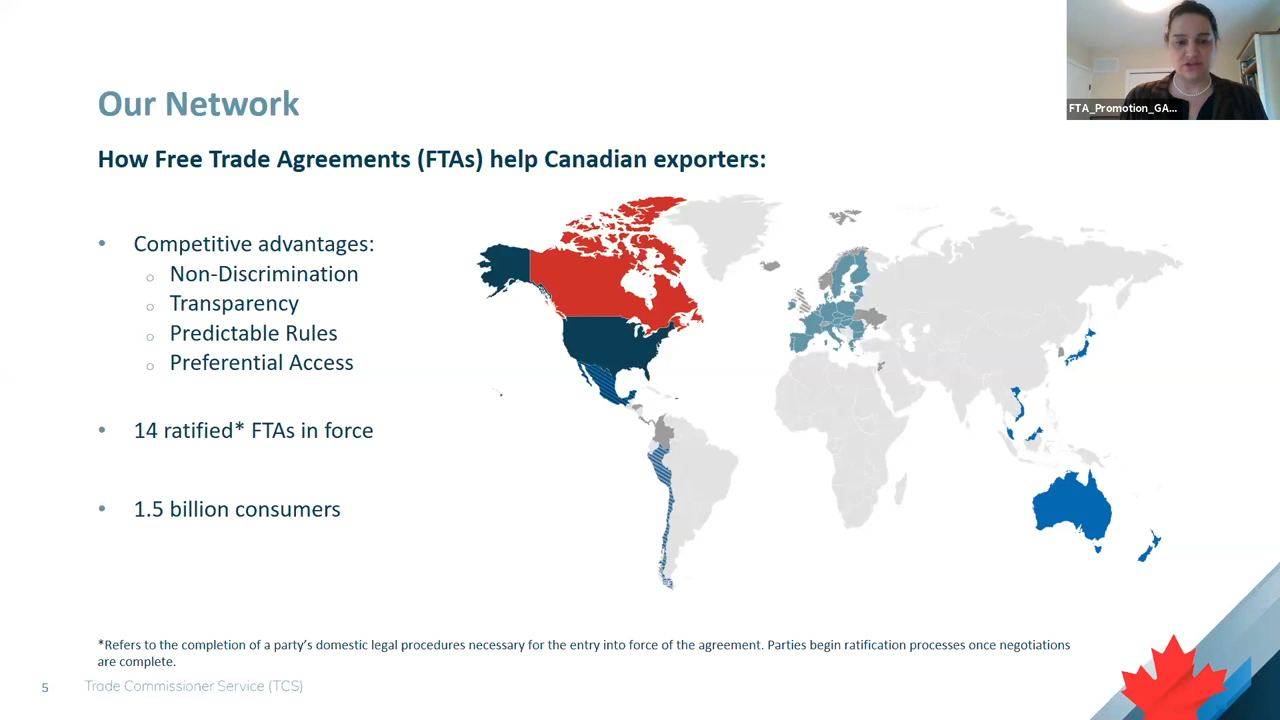 Our Network
How Free Trade Agreements (FTAs) help Canadian exporters:
• Competitive advantages:
o Non-Discrimination
o Transparency
o Predictable Rules
o Preferential Access
• 14 ratified* FTAs in force
• 1.5 billion consumers
*Refers to the completion of a party’s domestic legal procedures necessary for the entry into force of the agreement. Parties begin ratification processes once negotiations
are complete.
5 Trade Commissioner Service (TCS)
FTA_Promotion_GA...